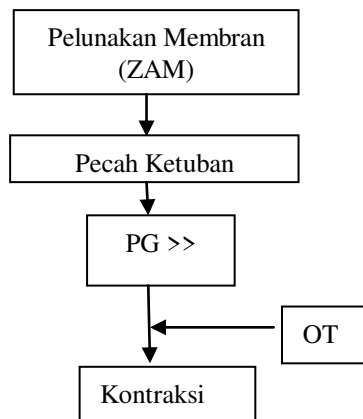 Pelunakan Membran
(ZAM)
Pecah Ketuban
PG >>
OT
Kontraksi